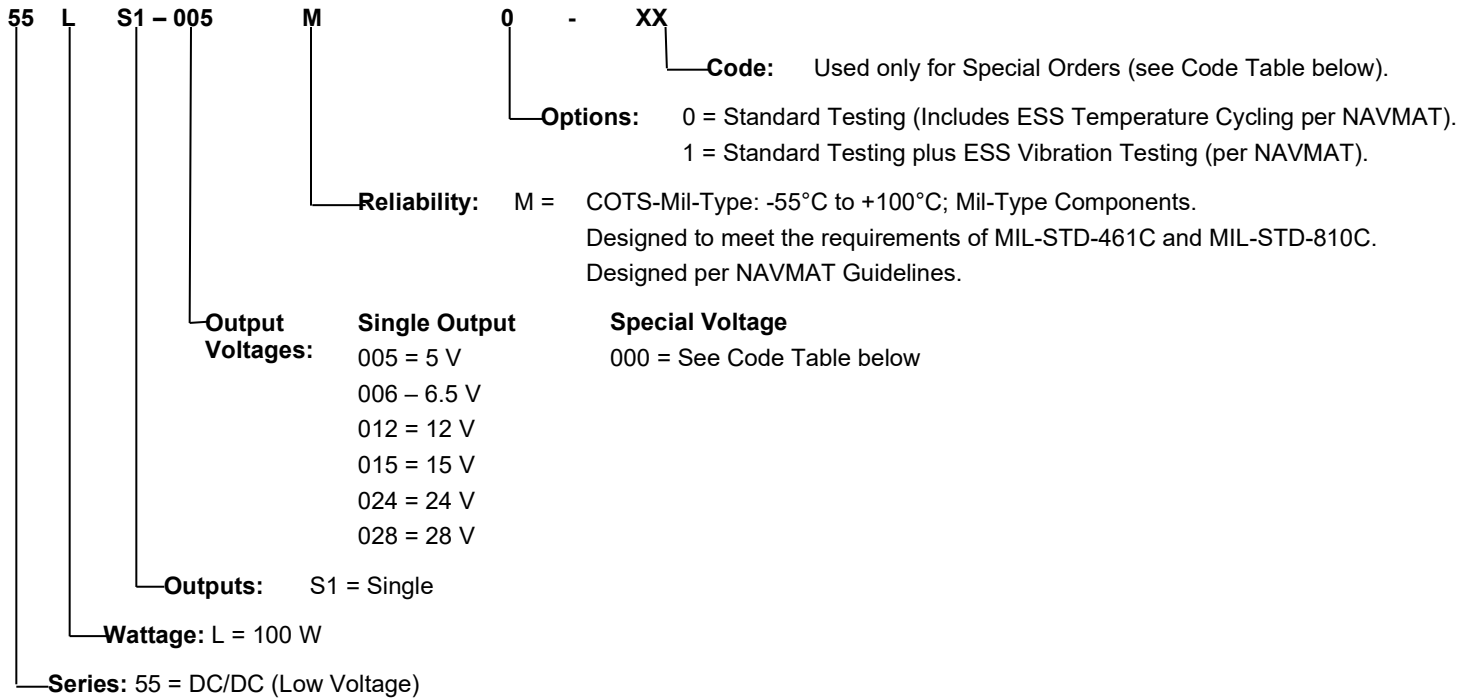 55 L S1 – 005 M 0 - XX
Code: Used only for Special Orders (see Code Table below).
Options: 0 = Standard Testing (Includes ESS Temperature Cycling per NAVMAT).
1 = Standard Testing plus ESS Vibration Testing (per NAVMAT).
Reliability: M = COTS-Mil-Type: -55°C to +100°C; Mil-Type Components.
Designed to meet the requirements of MIL-STD-461C and MIL-STD-810C.
Designed per NAVMAT Guidelines.
Output Single Output Special Voltage
Voltages: 005 = 5 V 000 = See Code Table below
006 – 6.5 V
012 = 12 V
015 = 15 V
024 = 24 V
028 = 28 V
Outputs: S1 = Single
Wattage: L = 100 W
Series: 55 = DC/DC (Low Voltage)